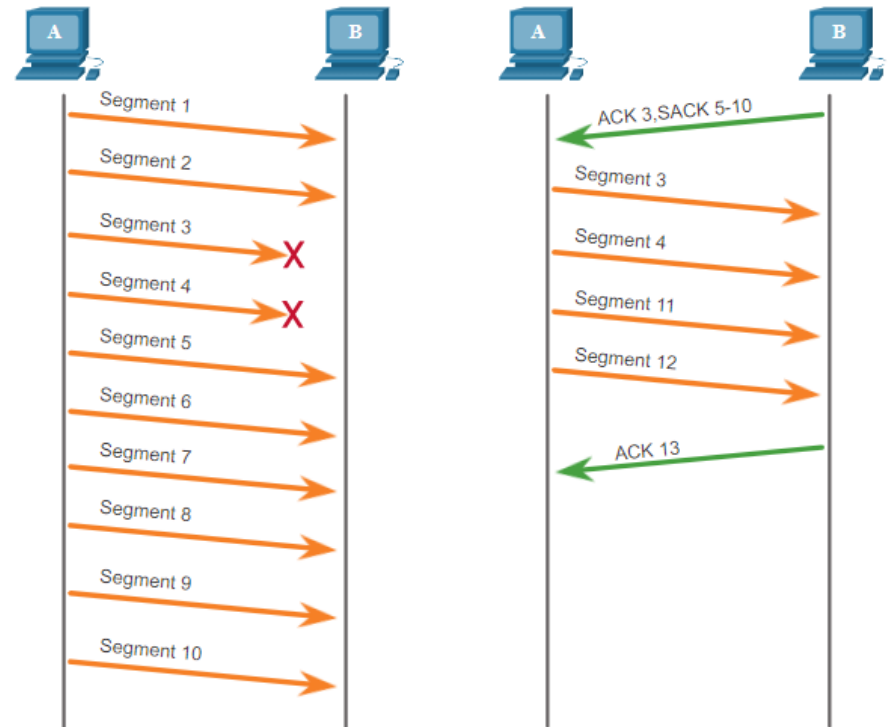 A
B
Segment 1
Segment 2
Segment 3
X
Segment 4
X
Segment 5
Segment 6
Segment 7
Segment 8
Segment 9
Segment 10
A
B
ACK 3,SACK 5-10
Segment 3
Segment 4
Segment 11
Segment 12
ACK 13